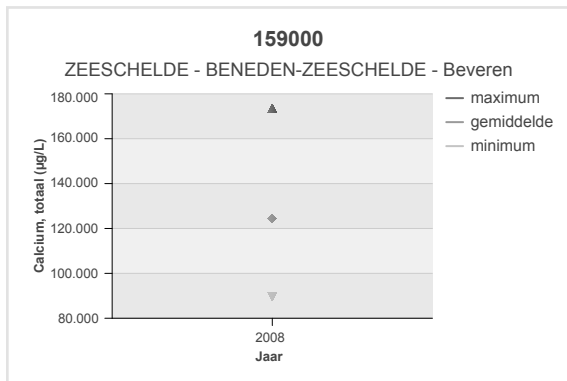 159000
ZEESCHELDE - BENEDEN-ZEESCHELDE - Beveren
180.000
160.000
140.000
120.000
100.000
80.000
Calcium, totaal (µg/L)
2008
Jaar
maximum
gemiddelde
minimum